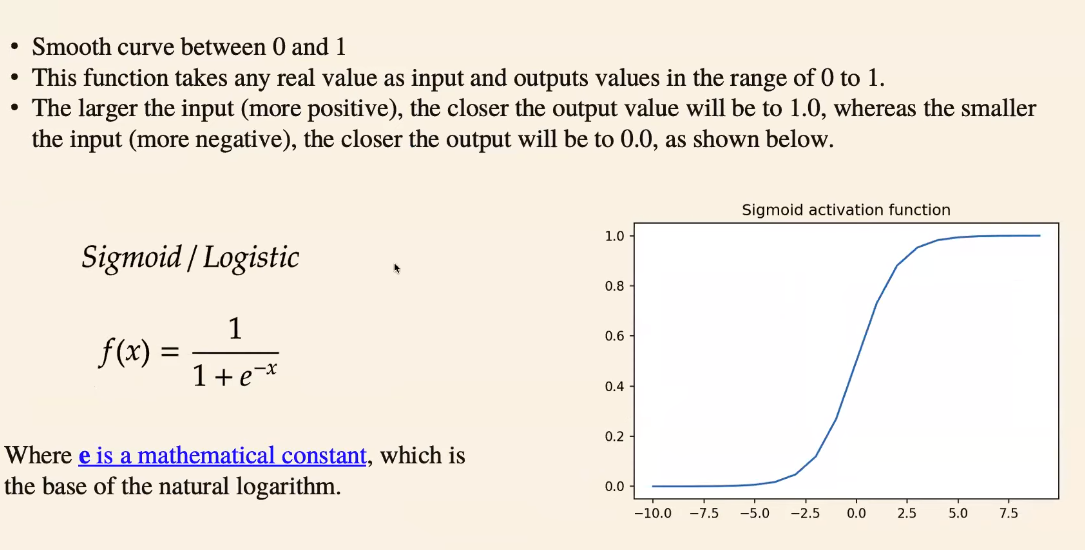 • Smooth curve between 0 and 1
• This function takes any real value as input and outputs values in the range of 0 to 1.
• The larger the input (more positive), the closer the output value will be to 1.0, whereas the smaller
the input (more negative), the closer the output will be to 0.0, as shown below.
Sigmoid / Logistic
f(x) = 1 / (1 + e^−x)
Where e is a mathematical constant, which is
the base of the natural logarithm.
Sigmoid activation function
1.0
0.8
0.6
0.4
0.2
0.0
−10.0 −7.5 −5.0 −2.5 0.0 2.5 5.0 7.5